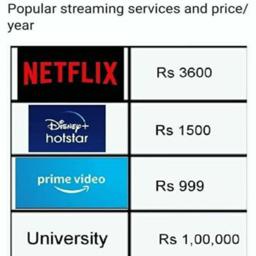 Popular streaming services and price/
year
NETFLIX Rs 3600
Disney+
hotstar Rs 1500
prime video Rs 999
University Rs 1,00,000